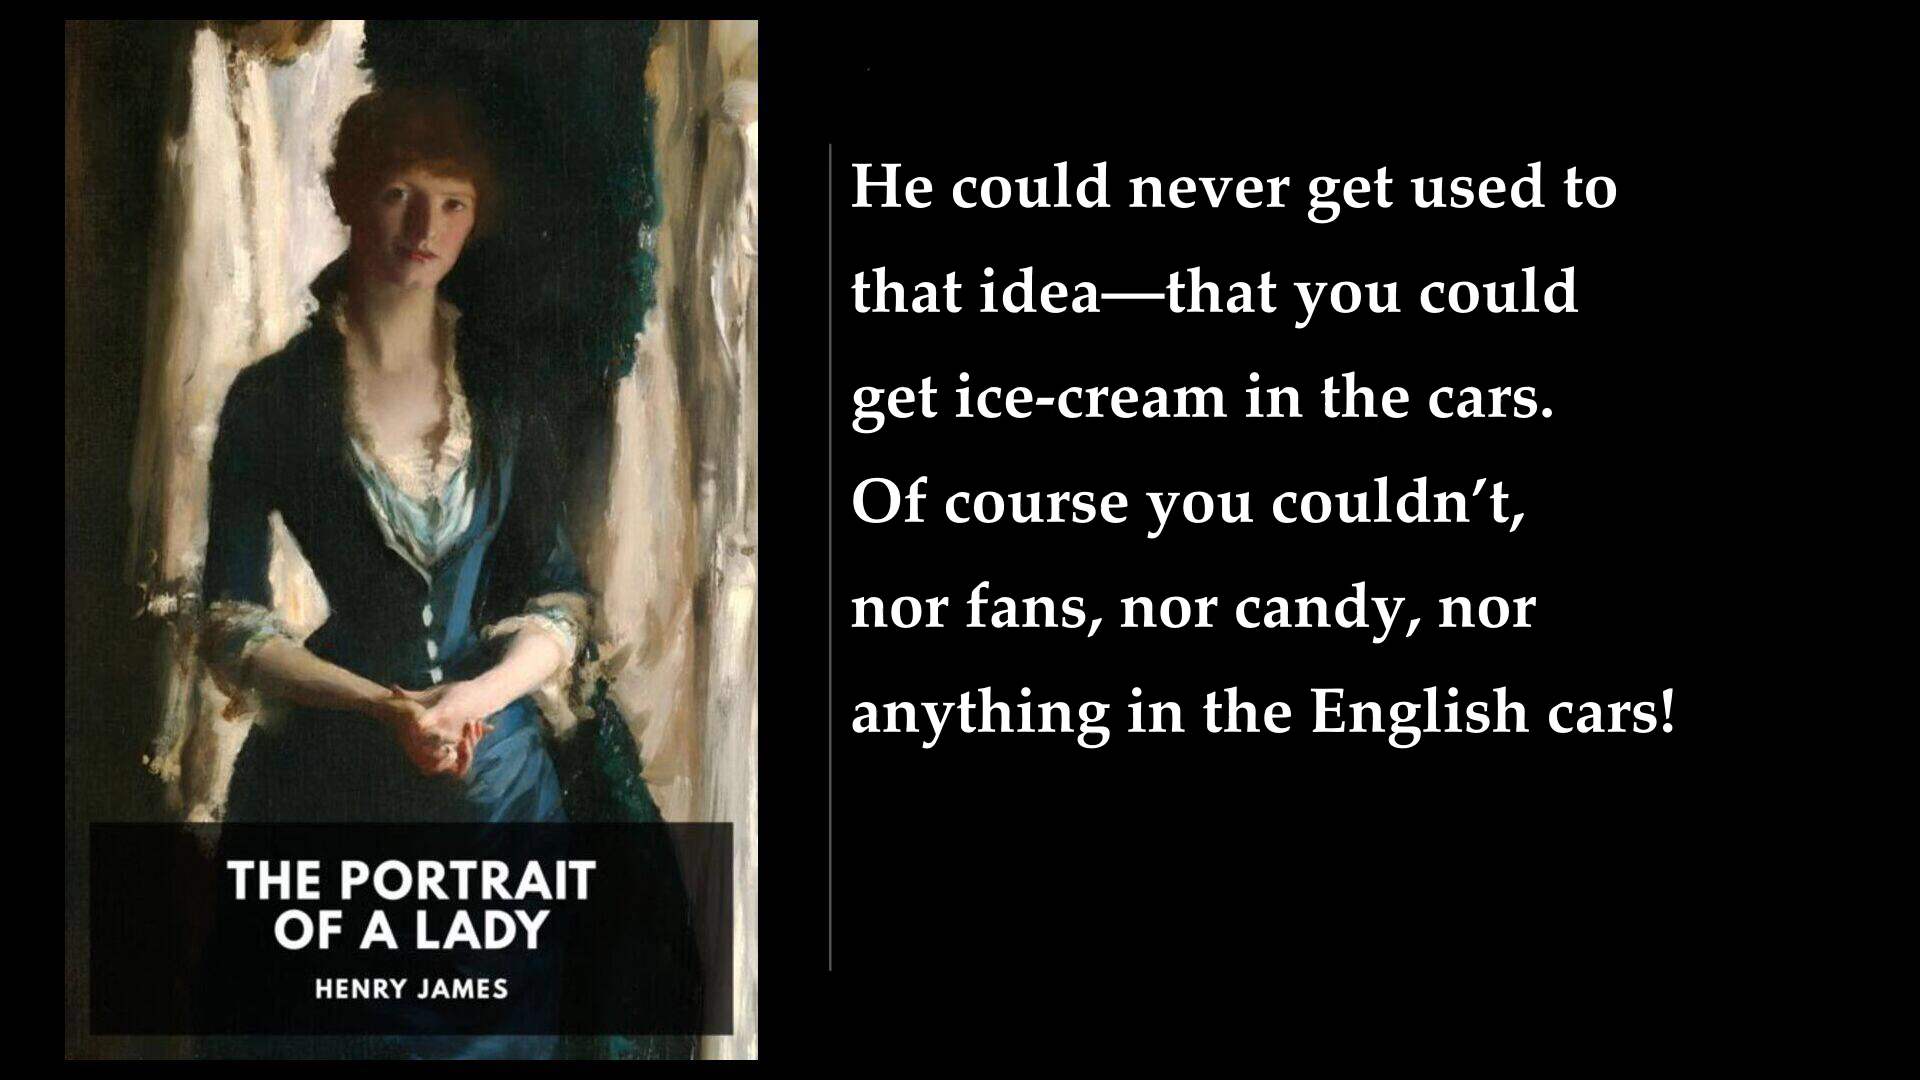 He could never get used to
that idea—that you could
get ice-cream in the cars.
Of course you couldn’t,
nor fans, nor candy, nor
anything in the English cars!
THE PORTRAIT
OF A LADY
HENRY JAMES